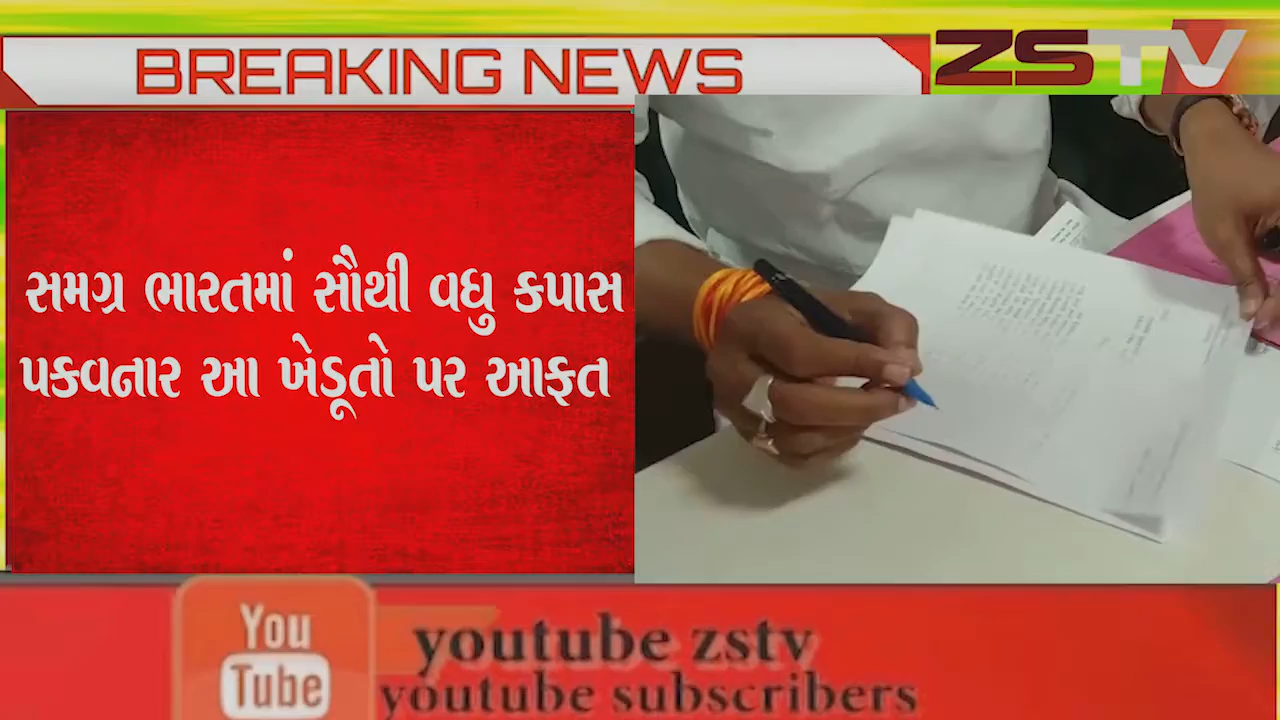 BREAKING NEWS
ZSTV
સમગ્ર ભારતમાં સૌથી વધુ કપાસ
પકવનાર આ ખેડૂતો પર આફત
You
Tube
youtube zstv
youtube subscribers